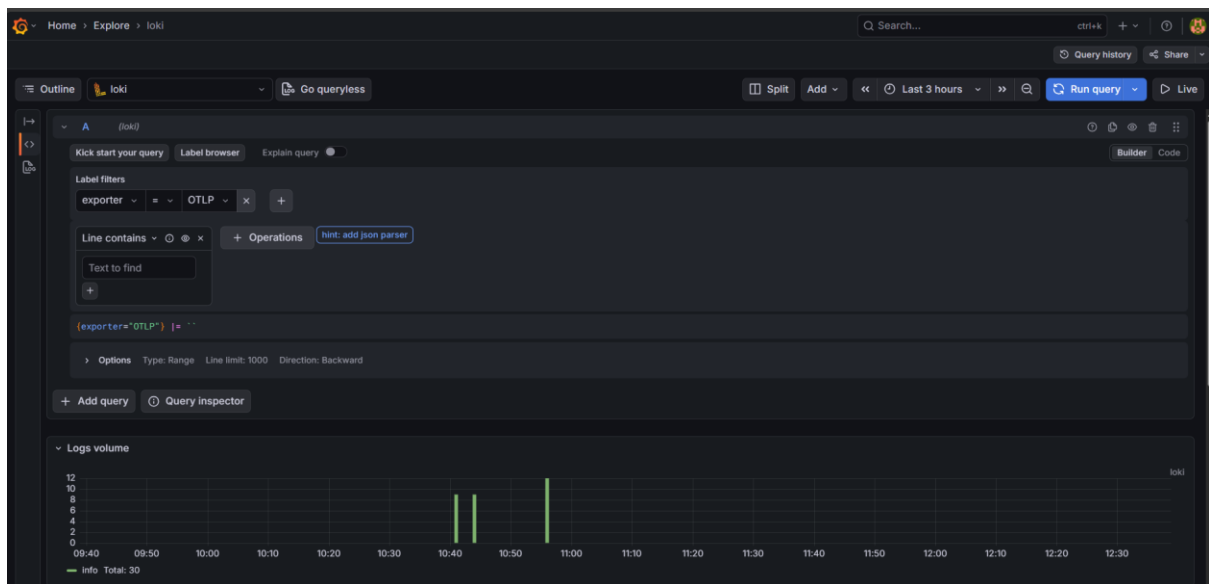 Home > Explore > loki
Search...
ctrl+k
Query history
Share
Outline
loki
Go queryless
Split
Add
Last 3 hours
Run query
Live
A (loki)
Kick start your query
Label browser
Explain query
Builder
Code
Label filters
exporter
=
OTLP
Line contains
+ Operations
hint: add json parser
Text to find
{exporter="OTLP"} |= ``
> Options Type: Range Line limit: 1000 Direction: Backward
+ Add query
Query inspector
Logs volume
loki
12
10
8
6
4
2
0
09:40 09:50 10:00 10:10 10:20 10:30 10:40 10:50 11:00 11:10 11:20 11:30 11:40 11:50 12:00 12:10 12:20 12:30
info Total: 30